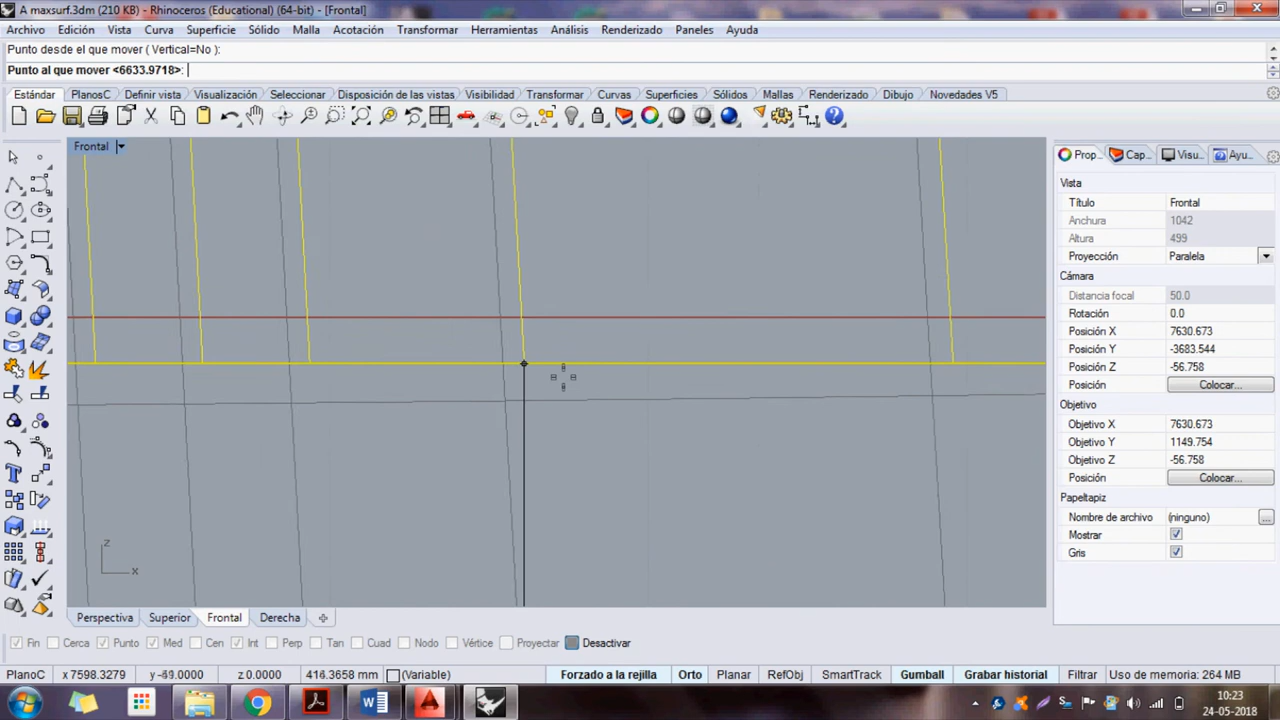 A maxsurf.3dm (210 KB) - Rhinoceros (Educational) (64-bit) - [Frontal]
Archivo Edición Vista Curva Superficie Sólido Malla Acotación Transformar Herramientas Análisis Renderizado Paneles Ayuda
Punto desde el que mover ( Vertical=No ):
Punto al que mover <6633.9718>:
Estándar PlanosC Definir vista Visualización Seleccionar Disposición de las vistas Visibilidad Transformar Curvas Superficies Sólidos Mallas Renderizado Dibujo Novedades V5
Frontal
Prop... Cap... Visu... Ayu...
Vista
Título Frontal
Anchura 1042
Altura 499
Proyección Paralela
Cámara
Distancia focal 50.0
Rotación 0.0
Posición X 7630.673
Posición Y -3683.544
Posición Z -56.758
Posición Colocar...
Objetivo
Objetivo X 7630.673
Objetivo Y 1149.754
Objetivo Z -56.758
Posición Colocar...
Papeltapiz
Nombre de archivo (ninguno) ...
Mostrar
Gris
z
x
Perspectiva Superior Frontal Derecha
Fin Cerca Punto Med Cen Int Perp Tan Cuad Nodo Vértice Proyectar Desactivar
PlanoC x 7598.3279 y -69.0000 z 0.0000 416.3658 mm (Variable) Forzado a la rejilla Orto Planar RefObj SmartTrack Gumball Grabar historial Filtrar Uso de memoria: 264 MB
10:23
24-05-2018